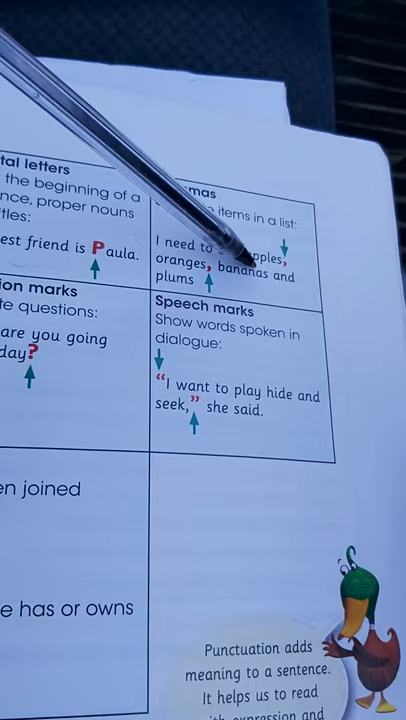 tal letters
the beginning of a
nce, proper nouns
tles:
est friend is Paula.
mas
items in a list:
I need to pples,
oranges, bananas and
plums
ion marks
te questions:
are you going
day?
Speech marks
Show words spoken in
dialogue:
“I want to play hide and
seek,” she said.
en joined
e has or owns
Punctuation adds
meaning to a sentence.
It helps us to read
expression and